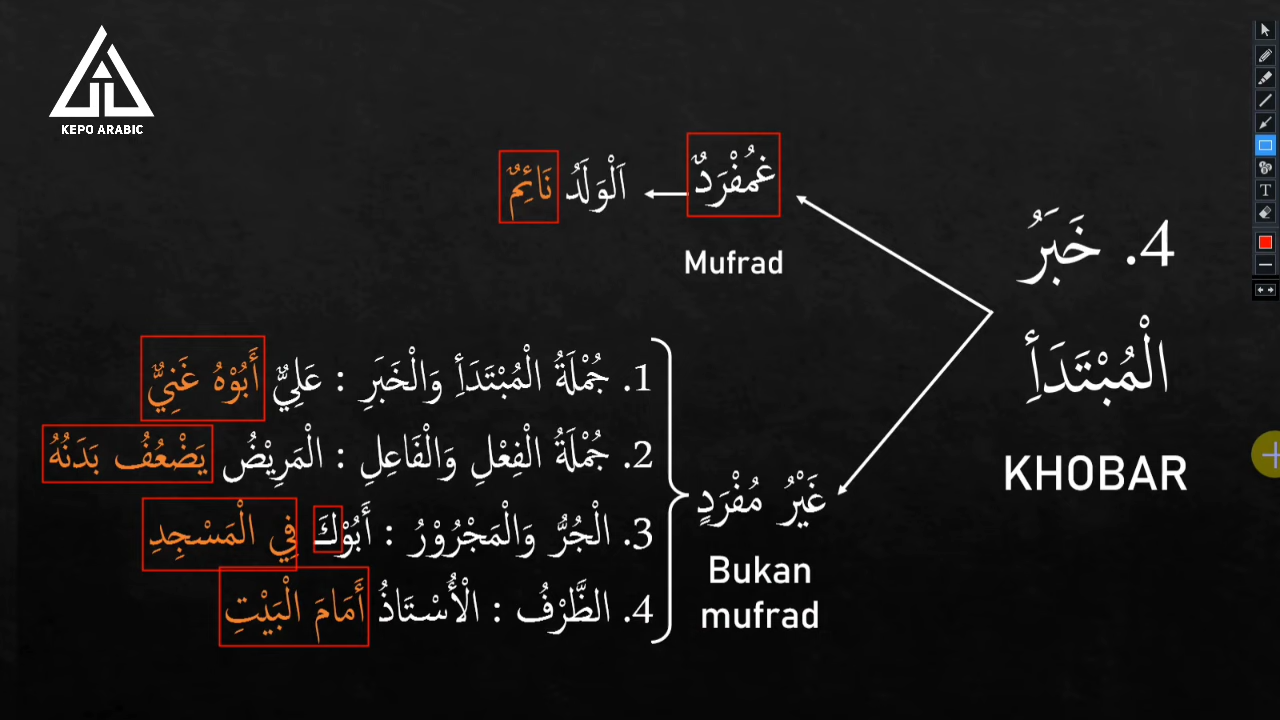 KEPO ARABIC
4. خَبَرُ
الْمُبْتَدَأِ
KHOBAR
غمُفْرَدٌ
اَلْوَلَدُ نَائِمٌ
Mufrad
غَيْرُ مُفْرَدٍ
Bukan
mufrad
1. جُمْلَةُ الْمُبْتَدَأِ وَالْخَبَرِ : عَلِيٌّ أَبُوْهُ غَنِيٌّ
2. جُمْلَةُ الْفِعْلِ وَالْفَاعِلِ : الْمَرِيْضُ يَضْعُفُ بَدَنُهُ
3. الْجُرُّ وَالْمَجْرُوْرُ : أَبُوْكَ فِي الْمَسْجِدِ
4. الظَّرْفُ : الْأُسْتَاذُ أَمَامَ الْبَيْتِ